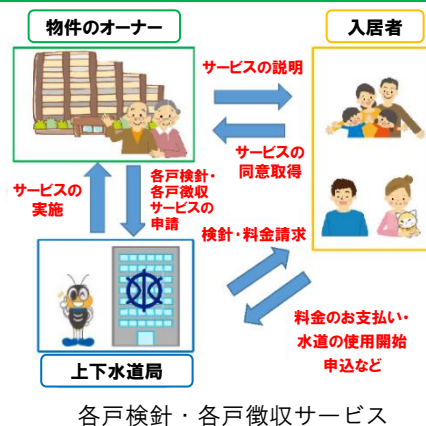 物件のオーナー
入居者
サービスの説明
サービスの
同意取得
サービスの
実施
各戸検針・
各戸徴収
サービスの
申請
検針・料金請求
料金のお支払い・
水道の使用開始
申込など
上下水道局
各戸検針・各戸徴収サービス